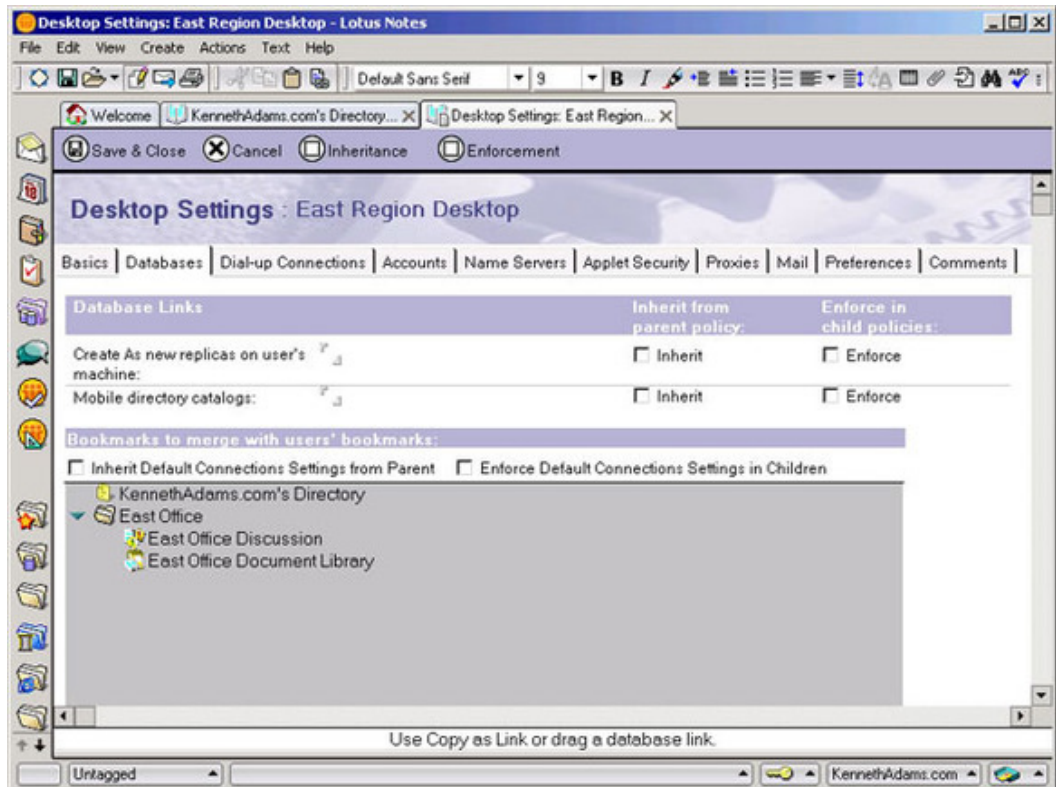 Desktop Settings: East Region Desktop - Lotus Notes
File Edit View Create Actions Text Help
Default Sans Serif 9 B I
Welcome KennethAdams.com's Directory... Desktop Settings: East Region...
Save & Close Cancel Inheritance Enforcement
Desktop Settings : East Region Desktop
Basics Databases Dial-up Connections Accounts Name Servers Applet Security Proxies Mail Preferences Comments
Database Links Inherit from parent policy: Enforce in child policies:
Create As new replicas on user's machine: Inherit Enforce
Mobile directory catalogs: Inherit Enforce
Bookmarks to merge with users' bookmarks:
Inherit Default Connections Settings from Parent Enforce Default Connections Settings in Children
KennethAdams.com's Directory
East Office
East Office Discussion
East Office Document Library
Use Copy as Link or drag a database link.
Untagged KennethAdams.com